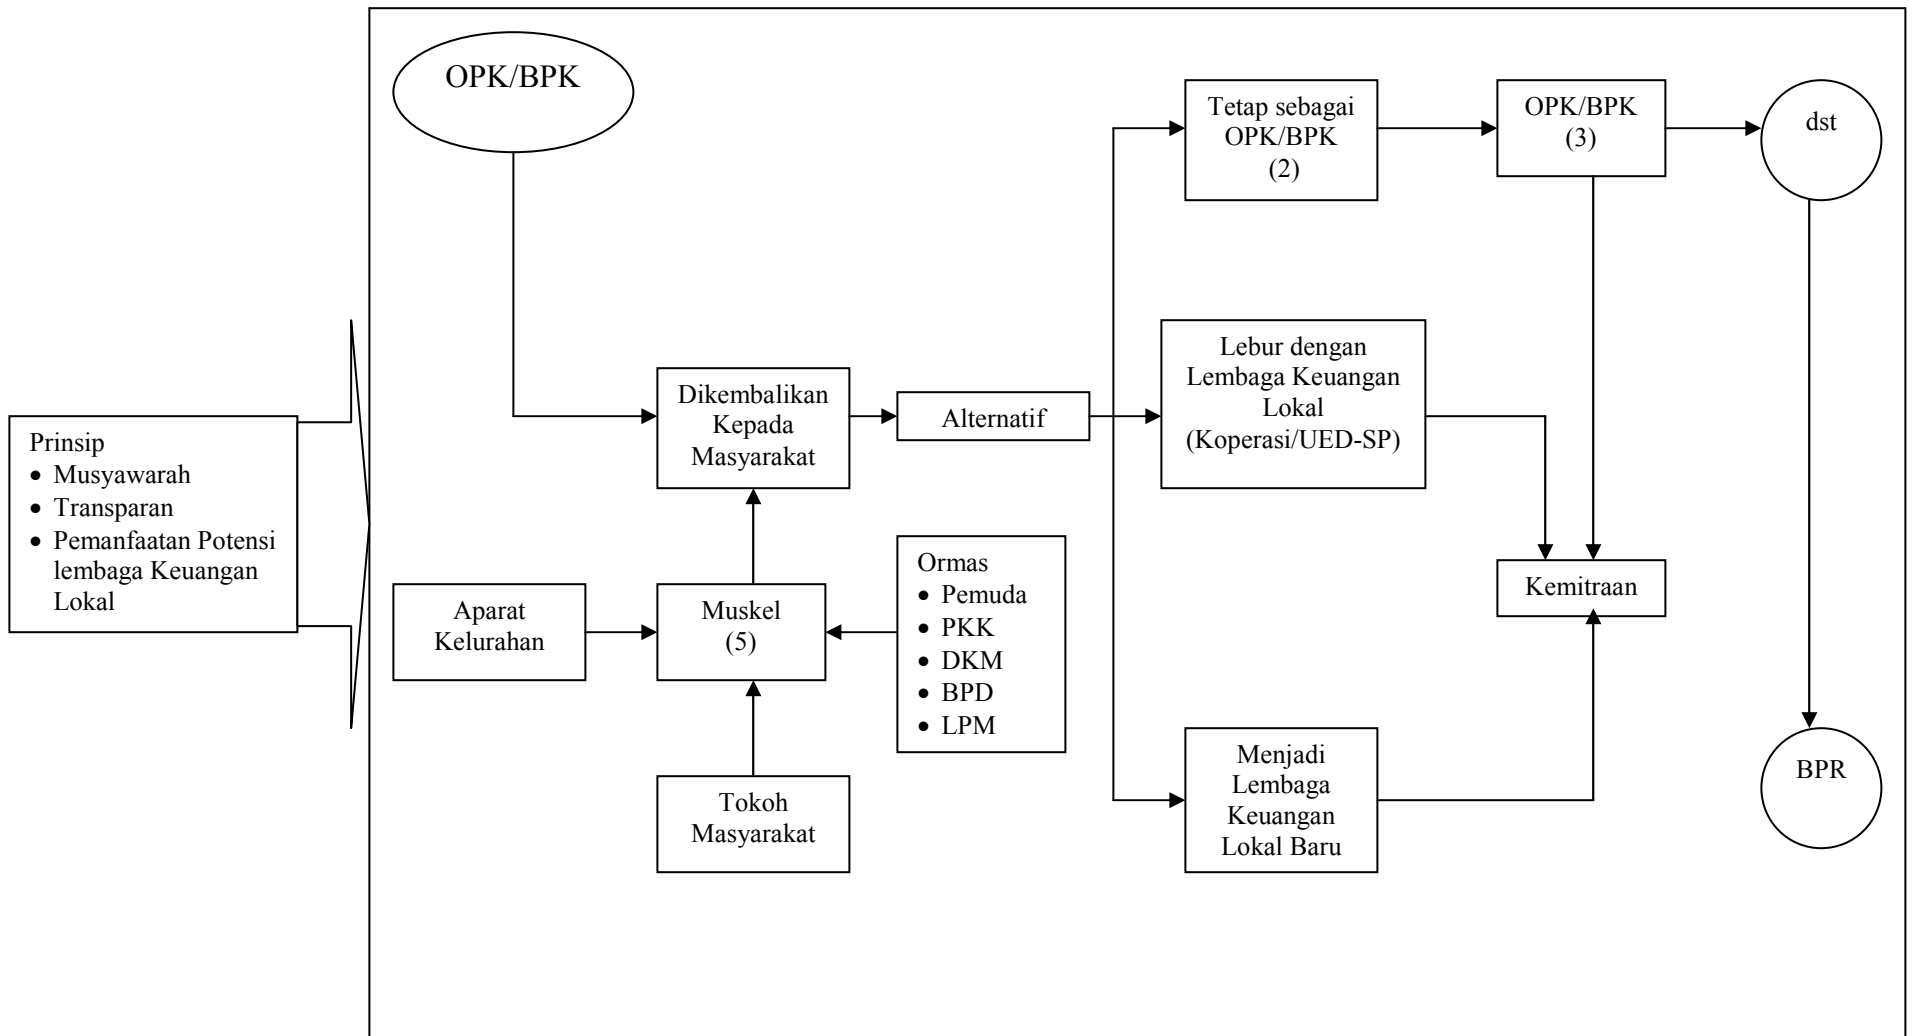 OPK/BPK
Tetap sebagai
OPK/BPK
(2)
OPK/BPK
(3)
dst
Prinsip
• Musyawarah
• Transparan
• Pemanfaatan Potensi
lembaga Keuangan
Lokal
Dikembalikan
Kepada
Masyarakat
Alternatif
Lebur dengan
Lembaga Keuangan
Lokal
(Koperasi/UED-SP)
Aparat
Kelurahan
Muskel
(5)
Ormas
• Pemuda
• PKK
• DKM
• BPD
• LPM
Kemitraan
Tokoh
Masyarakat
Menjadi
Lembaga
Keuangan
Lokal Baru
BPR